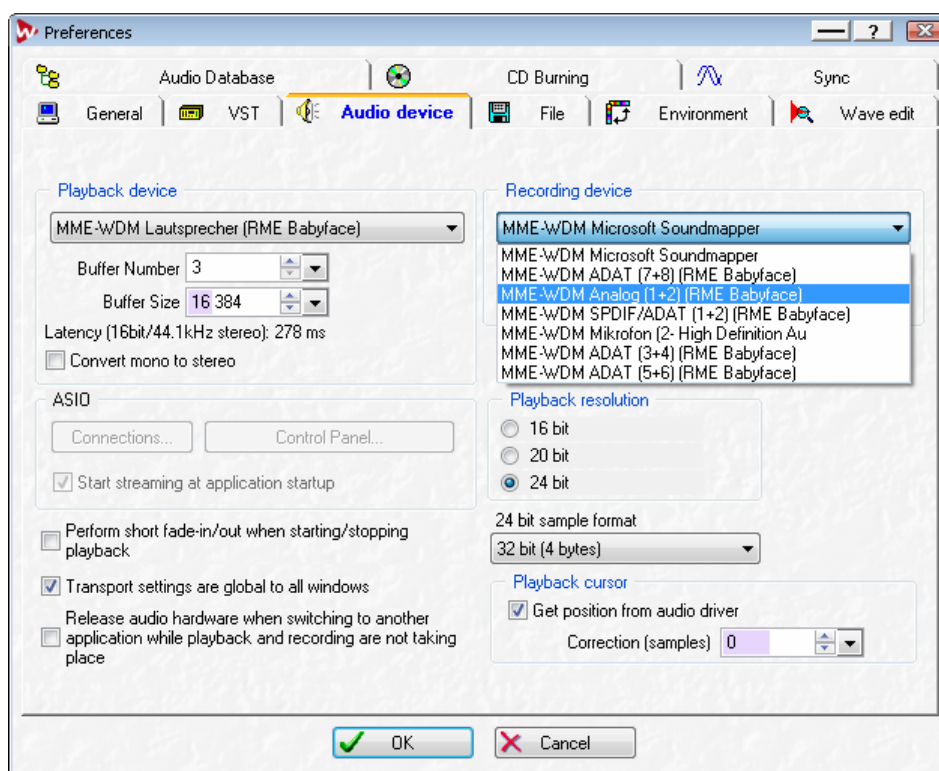 Preferences
?
Audio Database
CD Burning
Sync
General
VST
Audio device
File
Environment
Wave edit
Playback device
MME-WDM Lautsprecher (RME Babyface)
Buffer Number 3
Buffer Size 16 384
Latency (16bit/44.1kHz stereo): 278 ms
Convert mono to stereo
Recording device
MME-WDM Microsoft Soundmapper
MME-WDM Microsoft Soundmapper
MME-WDM ADAT (7+8) (RME Babyface)
MME-WDM Analog (1+2) (RME Babyface)
MME-WDM SPDIF/ADAT (1+2) (RME Babyface)
MME-WDM Mikrofon (2- High Definition Au
MME-WDM ADAT (3+4) (RME Babyface)
MME-WDM ADAT (5+6) (RME Babyface)
ASIO
Connections...
Control Panel...
Start streaming at application startup
Playback resolution
16 bit
20 bit
24 bit
Perform short fade-in/out when starting/stopping
playback
Transport settings are global to all windows
Release audio hardware when switching to another
application while playback and recording are not taking
place
24 bit sample format
32 bit (4 bytes)
Playback cursor
Get position from audio driver
Correction (samples) 0
OK
Cancel